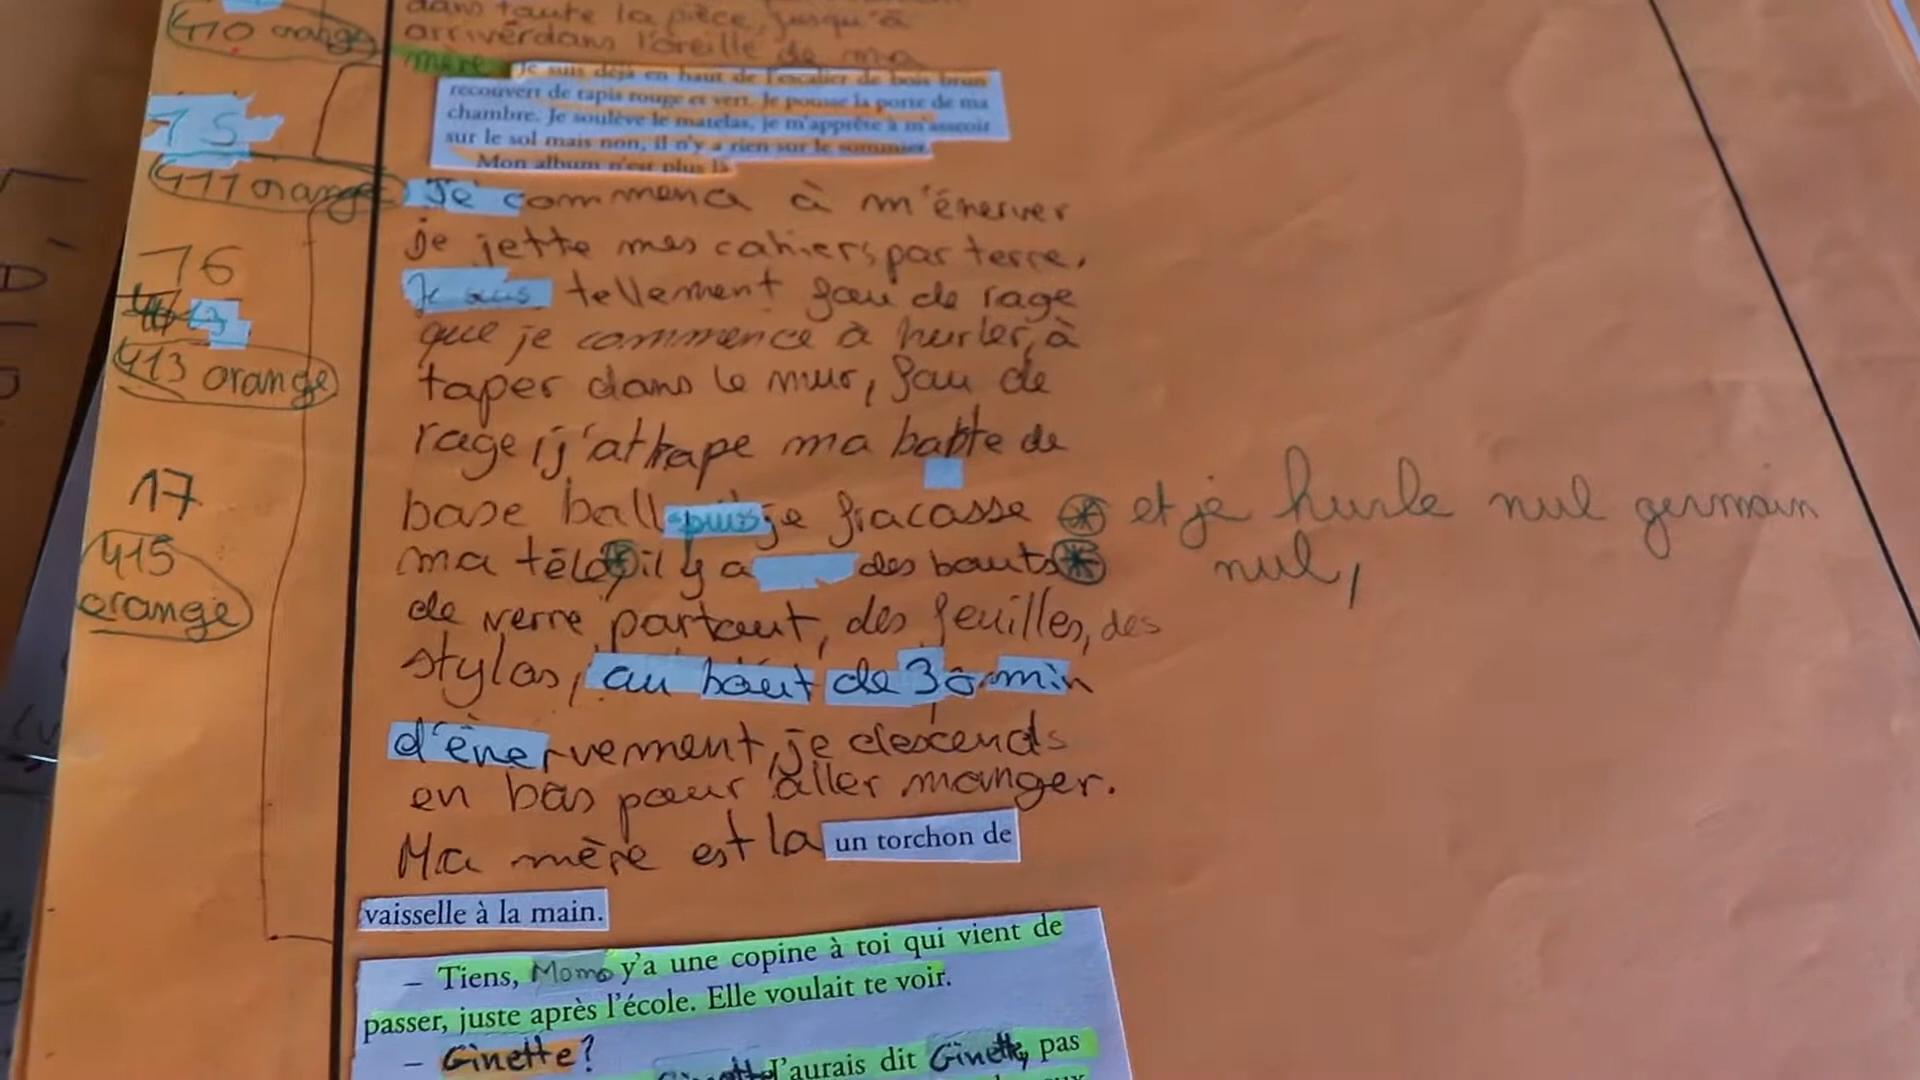 dans toute la pièce, jusqu'à
410 orange
arriverdans l'oreille de ma
mère Je suis déjà en haut de l'escalier de bois brun
recouvert de tapis rouge et vert. Je pousse la porte de ma
chambre. Je soulève le matelas, je m'apprête à m'asseoir
15
sur le sol mais non, il n'y a rien sur le sommier.
Mon album n'est plus là
411 orange
Je commença à m'énerver
je jette mes cahiers, par terre.
16
Je suis tellement fou de rage
que je commence à hurler, à
413 orange
taper dans le mur, fou de
rage, j'attrape ma batte de
17
base ball puis je fracasse
et je hurle nul germain
nul,
415
orange
ma télé il y a des bouts
de verre partout, des feuilles, des
stylos, au bout de 30 min
d'énervement, je descends
en bas pour aller manger.
Ma mère est la un torchon de
vaisselle à la main.
– Tiens, Momo y'a une copine à toi qui vient de
passer, juste après l'école. Elle voulait te voir.
– Ginette?
J'aurais dit Ginette, pas